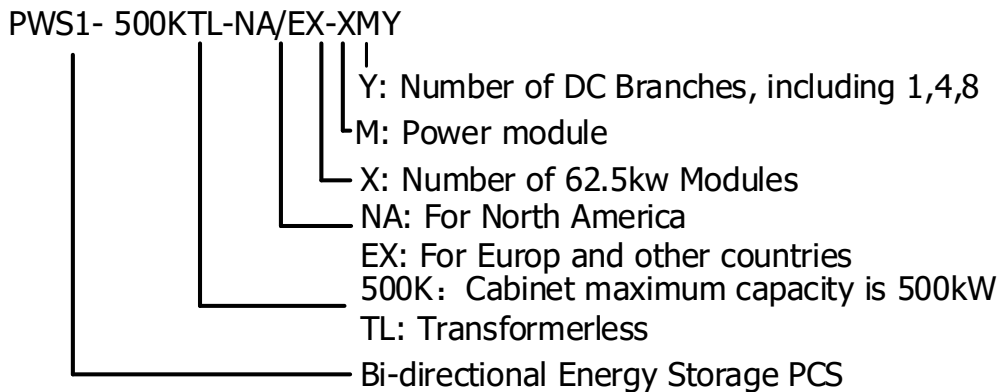 PWS1- 500KTL-NA/EX-XMY
Y: Number of DC Branches, including 1,4,8
M: Power module
X: Number of 62.5kw Modules
NA: For North America
EX: For Europ and other countries
500K：Cabinet maximum capacity is 500kW
TL: Transformerless
Bi-directional Energy Storage PCS